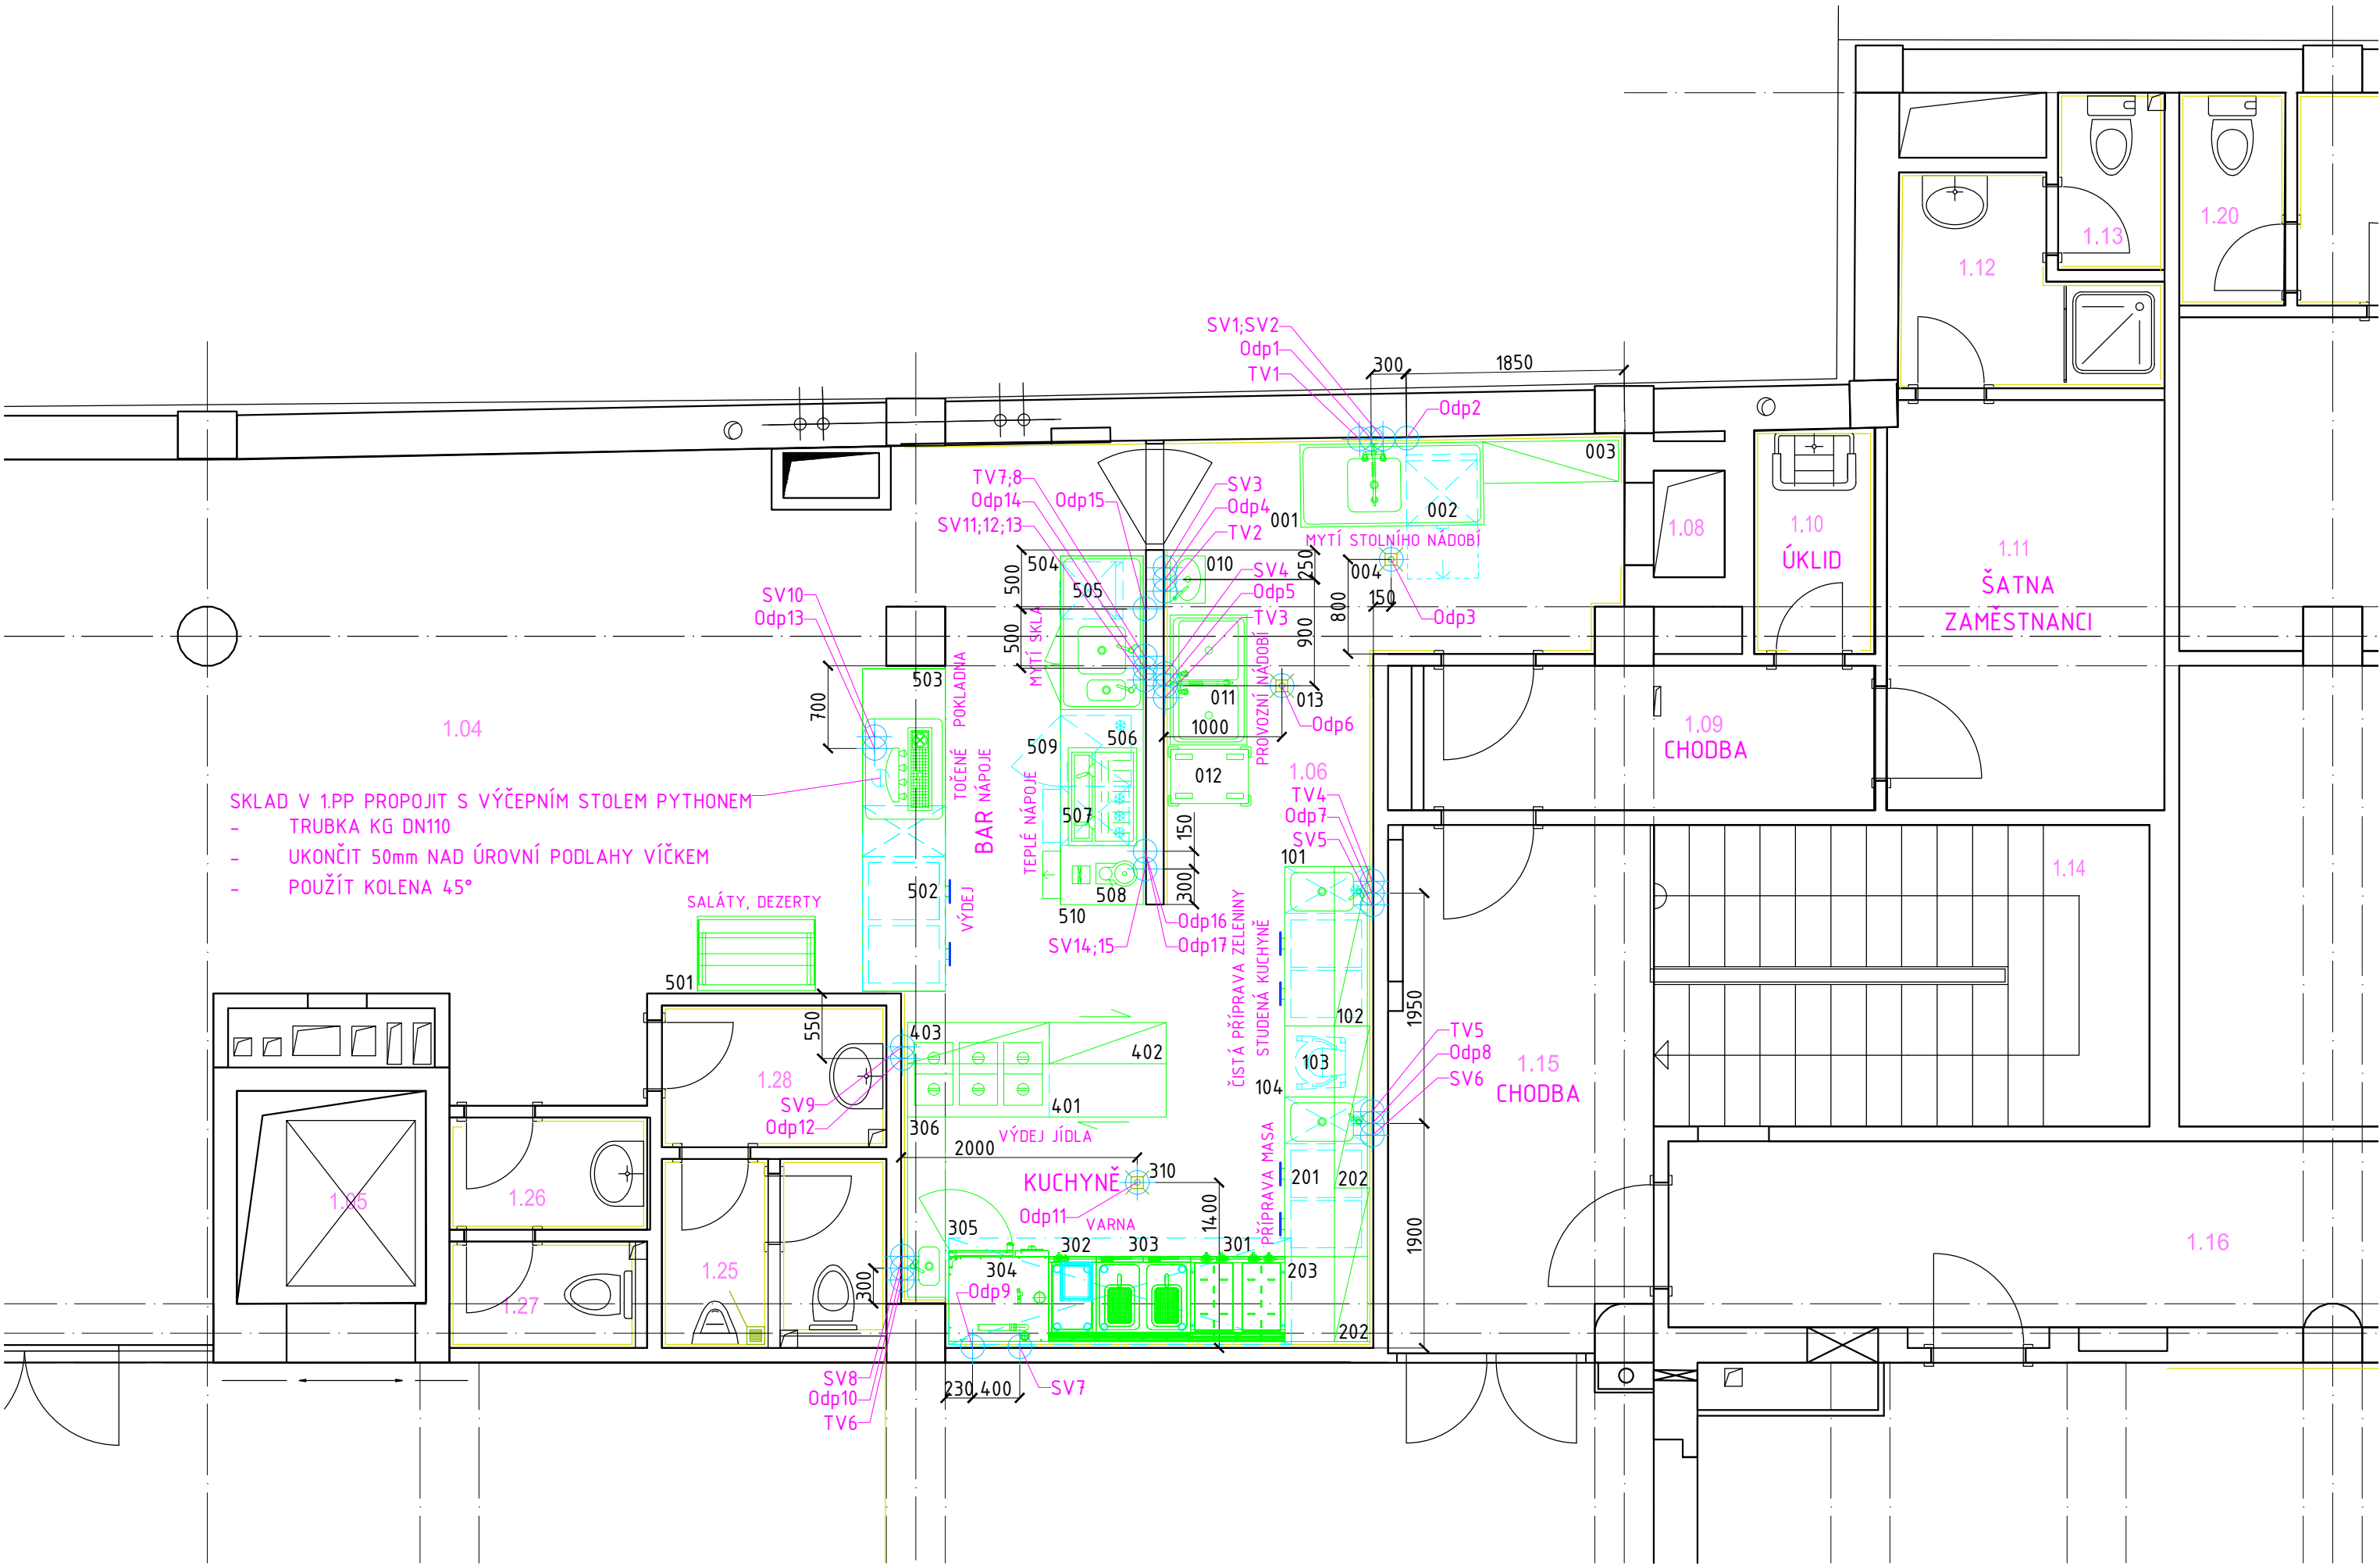 1.13
1.20
1.12
SV1;SV2
Odp1
TV1
300
1850
Odp2
003
TV7;8
Odp14
SV11;12;13
Odp15
SV3
Odp4
TV2
001
002
MYTÍ STOLNÍHO NÁDOBÍ
1.08
1.10
ÚKLID
1.11
ŠATNA
ZAMĚSTNANCI
500
504
505
010
250
SV4
Odp5
TV3
004
800
150
Odp3
SV10
Odp13
500
MYTÍ SKLA
900
PROVOZNÍ NÁDOBÍ
503
POKLADNA
700
011
013
Odp6
1000
1.04
509
506
TOČENÉ NÁPOJE
BAR
012
1.06
1.09
CHODBA
SKLAD V 1.PP PROPOJIT S VÝČEPNÍM STOLEM PYTHONEM
- TRUBKA KG DN110
- UKONČIT 50mm NAD ÚROVNÍ PODLAHY VÍČKEM
- POUŽÍT KOLENA 45°
TEPLÉ NÁPOJE
507
150
TV4
Odp7
SV5
101
1.14
SALÁTY, DEZERTY
502
VÝDEJ
508
510
300
Odp16
Odp17
SV14;15
ČISTÁ PŘÍPRAVA ZELENINY
STUDENÁ KUCHYNĚ
501
550
403
402
102
1950
TV5
Odp8
SV6
1.28
103
104
1.15
CHODBA
SV9
Odp12
401
306
VÝDEJ JÍDLA
2000
PŘÍPRAVA MASA
KUCHYNĚ
310
201
202
1.05
1.26
Odp11
VARNA
1400
1900
1.16
305
302
303
301
304
203
1.25
300
Odp9
1.27
202
SV8
Odp10
TV6
230
400
SV7